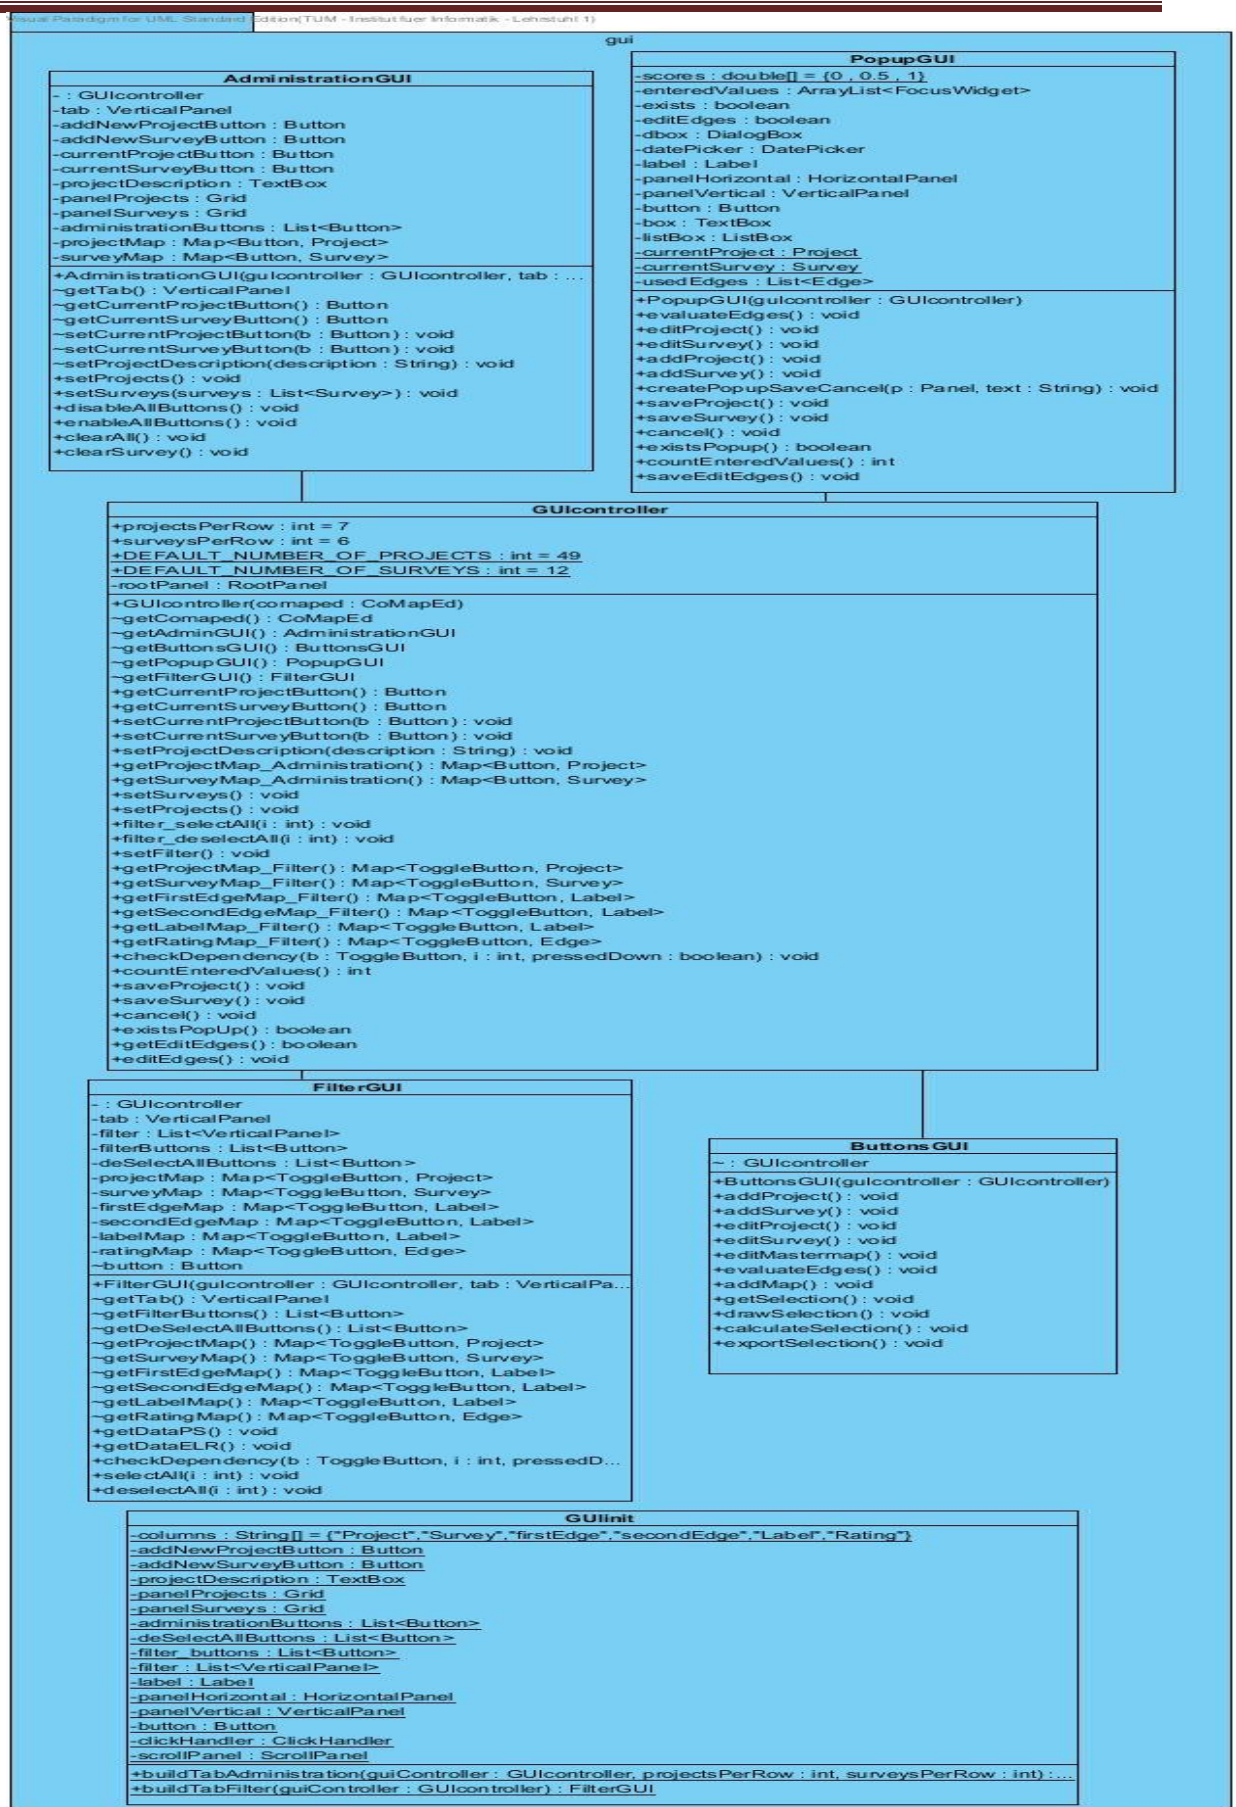 Visual Paradigm for UML Standard Edition(TUM - Institut fuer Informatik - Lehrstuhl 1)
gui
AdministrationGUI
- : GUIcontroller
-tab : VerticalPanel
-addNewProjectButton : Button
-addNewSurveyButton : Button
-currentProjectButton : Button
-currentSurveyButton : Button
-projectDescription : TextBox
-panelProjects : Grid
-panelSurveys : Grid
-administrationButtons : List<Button>
-projectMap : Map<Button, Project>
-surveyMap : Map<Button, Survey>
+AdministrationGUI(guIcontroller : GUIcontroller, tab : ...
~getTab() : VerticalPanel
~getCurrentProjectButton() : Button
~getCurrentSurveyButton() : Button
~setCurrentProjectButton(b : Button) : void
~setCurrentSurveyButton(b : Button) : void
~setProjectDescription(description : String) : void
+setProjects() : void
+setSurveys(surveys : List<Survey>) : void
+disableAllButtons() : void
+enableAllButtons() : void
+clearAll() : void
+clearSurvey() : void
PopupGUI
-scores : double[] = {0 , 0.5 , 1}
-enteredValues : ArrayList<FocusWidget>
-exists : boolean
-editEdges : boolean
-dbox : DialogBox
-datePicker : DatePicker
-label : Label
-panelHorizontal : HorizontalPanel
-panelVertical : VerticalPanel
-button : Button
-box : TextBox
-listBox : ListBox
-currentProject : Project
-currentSurvey : Survey
-usedEdges : List<Edge>
+PopupGUI(guIcontroller : GUIcontroller)
+evaluateEdges() : void
+editProject() : void
+editSurvey() : void
+addProject() : void
+addSurvey() : void
+createPopupSaveCancel(p : Panel, text : String) : void
+saveProject() : void
+saveSurvey() : void
+cancel() : void
+existsPopup() : boolean
+countEnteredValues() : int
+saveEditEdges() : void
GUIcontroller
+projectsPerRow : int = 7
+surveysPerRow : int = 6
+DEFAULT_NUMBER_OF_PROJECTS : int = 49
+DEFAULT_NUMBER_OF_SURVEYS : int = 12
-rootPanel : RootPanel
+GUIcontroller(comaped : CoMapEd)
~getComaped() : CoMapEd
~getAdminGUI() : AdministrationGUI
~getButtonsGUI() : ButtonsGUI
~getPopupGUI() : PopupGUI
~getFilterGUI() : FilterGUI
+getCurrentProjectButton() : Button
+getCurrentSurveyButton() : Button
+setCurrentProjectButton(b : Button) : void
+setCurrentSurveyButton(b : Button) : void
+setProjectDescription(description : String) : void
+getProjectMap_Administration() : Map<Button, Project>
+getSurveyMap_Administration() : Map<Button, Survey>
+setSurveys() : void
+setProjects() : void
+filter_selectAll(i : int) : void
+filter_deselectAll(i : int) : void
+setFilter() : void
+getProjectMap_Filter() : Map<ToggleButton, Project>
+getSurveyMap_Filter() : Map<ToggleButton, Survey>
+getFirstEdgeMap_Filter() : Map<ToggleButton, Label>
+getSecondEdgeMap_Filter() : Map<ToggleButton, Label>
+getLabelMap_Filter() : Map<ToggleButton, Label>
+getRatingMap_Filter() : Map<ToggleButton, Edge>
+checkDependency(b : ToggleButton, i : int, pressedDown : boolean) : void
+countEnteredValues() : int
+saveProject() : void
+saveSurvey() : void
+cancel() : void
+existsPopUp() : boolean
+getEditEdges() : boolean
+editEdges() : void
FilterGUI
- : GUIcontroller
-tab : VerticalPanel
-filter : List<VerticalPanel>
-filterButtons : List<Button>
-deSelectAllButtons : List<Button>
-projectMap : Map<ToggleButton, Project>
-surveyMap : Map<ToggleButton, Survey>
-firstEdgeMap : Map<ToggleButton, Label>
-secondEdgeMap : Map<ToggleButton, Label>
-labelMap : Map<ToggleButton, Label>
-ratingMap : Map<ToggleButton, Edge>
~button : Button
+FilterGUI(guIcontroller : GUIcontroller, tab : VerticalPa...
~getTab() : VerticalPanel
~getFilterButtons() : List<Button>
~getDeSelectAllButtons() : List<Button>
~getProjectMap() : Map<ToggleButton, Project>
~getSurveyMap() : Map<ToggleButton, Survey>
~getFirstEdgeMap() : Map<ToggleButton, Label>
~getSecondEdgeMap() : Map<ToggleButton, Label>
~getLabelMap() : Map<ToggleButton, Label>
~getRatingMap() : Map<ToggleButton, Edge>
+getDataPS() : void
+getDataELR() : void
+checkDependency(b : ToggleButton, i : int, pressedD...
+selectAll(i : int) : void
+deselectAll(i : int) : void
ButtonsGUI
~ : GUIcontroller
+ButtonsGUI(guIcontroller : GUIcontroller)
+addProject() : void
+addSurvey() : void
+editProject() : void
+editSurvey() : void
+editMastermap() : void
+evaluateEdges() : void
+addMap() : void
+getSelection() : void
+drawSelection() : void
+calculateSelection() : void
+exportSelection() : void
GUIinit
-columns : String[] = {"Project","Survey","firstEdge","secondEdge","Label","Rating"}
-addNewProjectButton : Button
-addNewSurveyButton : Button
-projectDescription : TextBox
-panelProjects : Grid
-panelSurveys : Grid
-administrationButtons : List<Button>
-deSelectAllButtons : List<Button>
-filter_buttons : List<Button>
-filter : List<VerticalPanel>
-label : Label
-panelHorizontal : HorizontalPanel
-panelVertical : VerticalPanel
-button : Button
-clickHandler : ClickHandler
-scrollPanel : ScrollPanel
+buildTabAdministration(guiController : GUIcontroller, projectsPerRow : int, surveysPerRow : int) :...
+buildTabFilter(guiController : GUIcontroller) : FilterGUI